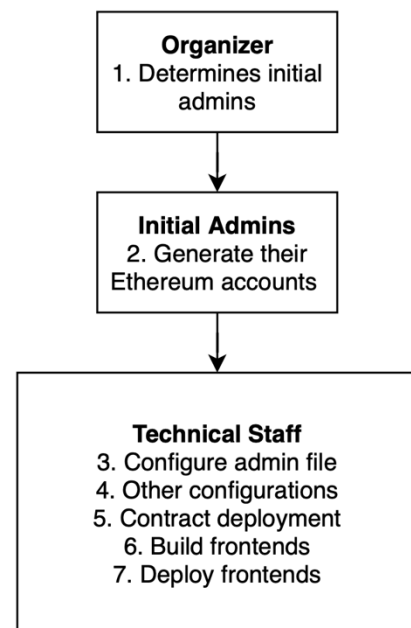 Organizer
1. Determines initial
admins
Initial Admins
2. Generate their
Ethereum accounts
Technical Staff
3. Configure admin file
4. Other configurations
5. Contract deployment
6. Build frontends
7. Deploy frontends